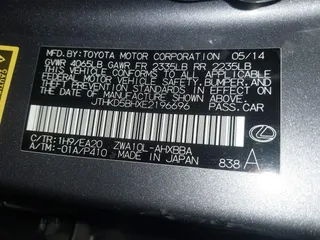 MFD. BY: TOYOTA MOTOR CORPORATION 05/14
GVWR 4065LB GAWR FR 2335LB RR 2235LB
THIS VEHICLE CONFORMS TO ALL APPLICABLE
FEDERAL MOTOR VEHICLE SAFETY, BUMPER, AND
THEFT PREVENTION STANDARDS IN EFFECT ON
THE DATE OF MANUFACTURE SHOWN ABOVE.
JTHKD5BHXE2196696 PASS.CAR
C/TR: 1H9/EA20 ZWA10L-AHXBBA
A/TM: -01A/P410 MADE IN JAPAN
838 A